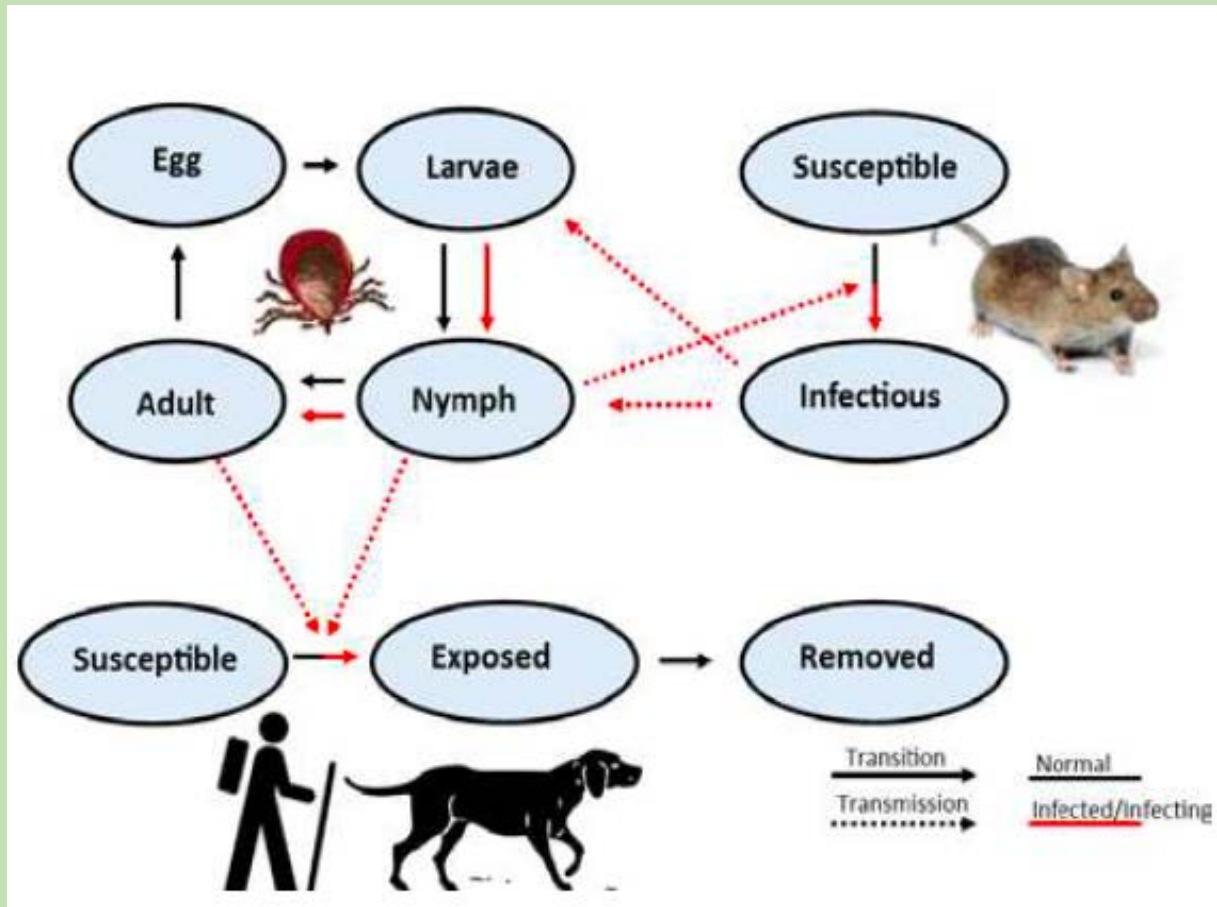 Egg
Larvae
Susceptible
Adult
Nymph
Infectious
Susceptible
Exposed
Removed
Transition
Normal
Transmission
Infected/Infecting